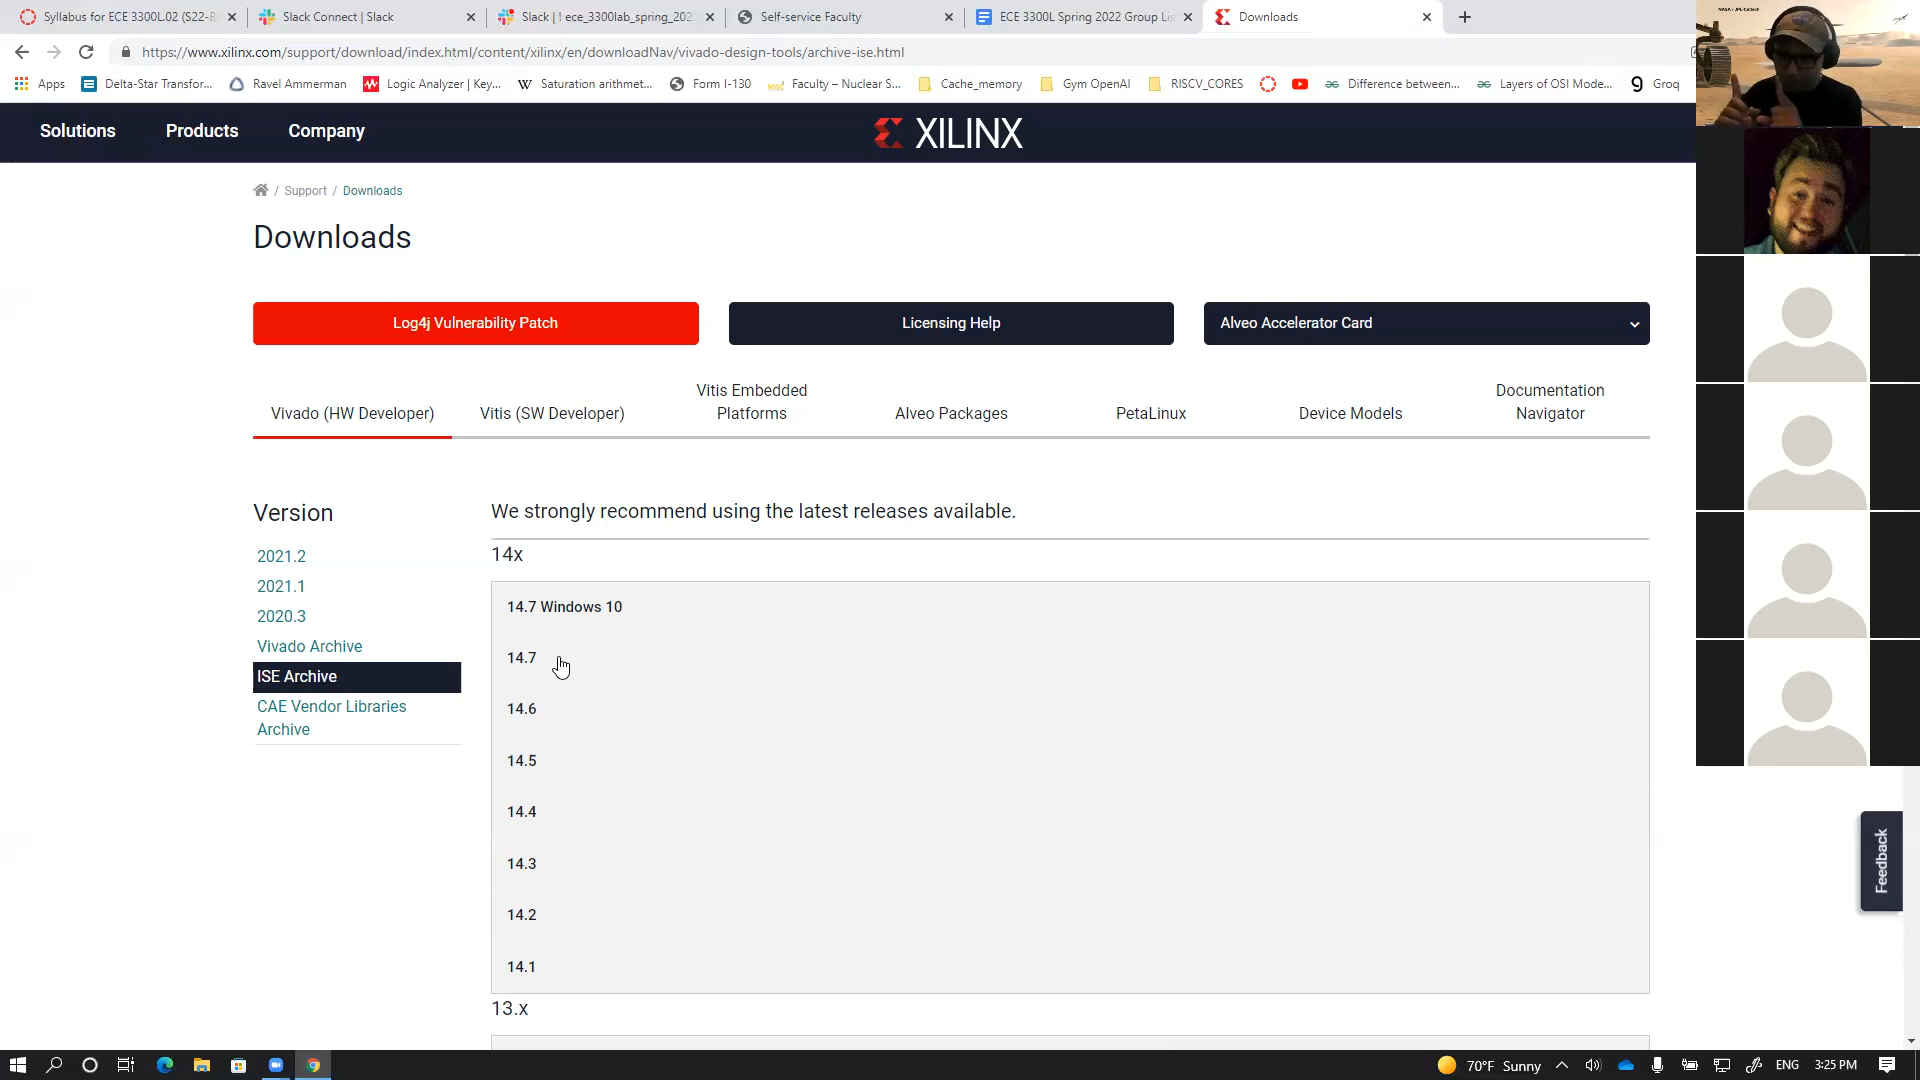 Syllabus for ECE 3300L.02 (S22-R
Slack Connect | Slack
Slack | ! ece_3300lab_spring_202
Self-service Faculty
ECE 3300L Spring 2022 Group Lis
Downloads
https://www.xilinx.com/support/download/index.html/content/xilinx/en/downloadNav/vivado-design-tools/archive-ise.html
Apps
Delta-Star Transfor...
Ravel Ammerman
Logic Analyzer | Key...
Saturation arithmet...
Form I-130
Faculty – Nuclear S...
Cache_memory
Gym OpenAI
RISCV_CORES
Difference between...
Layers of OSI Mode...
Groq
Solutions
Products
Company
XILINX
/ Support / Downloads
Downloads
Log4j Vulnerability Patch
Licensing Help
Alveo Accelerator Card
Vivado (HW Developer)
Vitis (SW Developer)
Vitis Embedded
Platforms
Alveo Packages
PetaLinux
Device Models
Documentation
Navigator
Version
2021.2
2021.1
2020.3
Vivado Archive
ISE Archive
CAE Vendor Libraries
Archive
We strongly recommend using the latest releases available.
14x
14.7 Windows 10
14.7
14.6
14.5
14.4
14.3
14.2
14.1
13.x
Feedback
70°F Sunny
ENG
3:25 PM